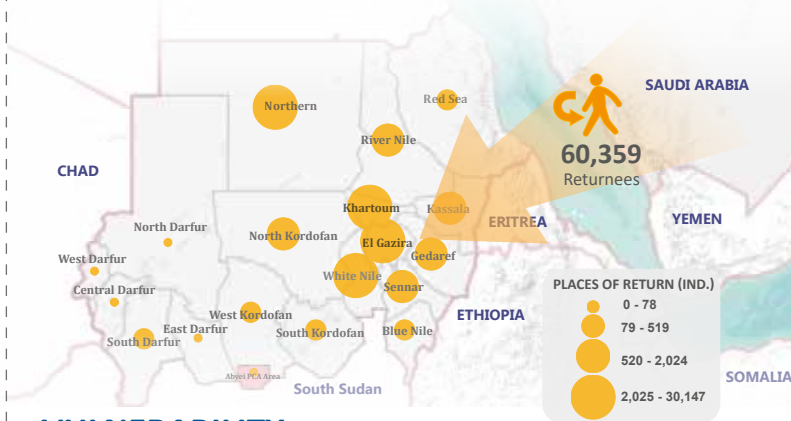 SAUDI ARABIA
Red Sea
Northern
River Nile
60,359
Returnees
CHAD
Khartoum
Kassala
ERITREA
YEMEN
North Darfur
North Kordofan
El Gazira
Gedaref
West Darfur
White Nile
Sennar
Central Darfur
PLACES OF RETURN (IND.)
0 - 78
79 - 519
520 - 2,024
2,025 - 30,147
West Kordofan
ETHIOPIA
East Darfur
South Kordofan
Blue Nile
South Darfur
Abyei PCA Area
South Sudan
SOMALIA